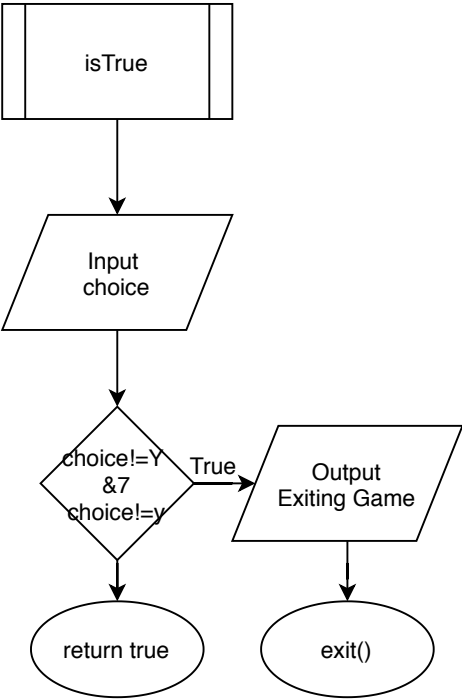 isTrue
Input
choice
choice!=Y
&7
choice!=y
True
Output
Exiting Game
return true
exit()